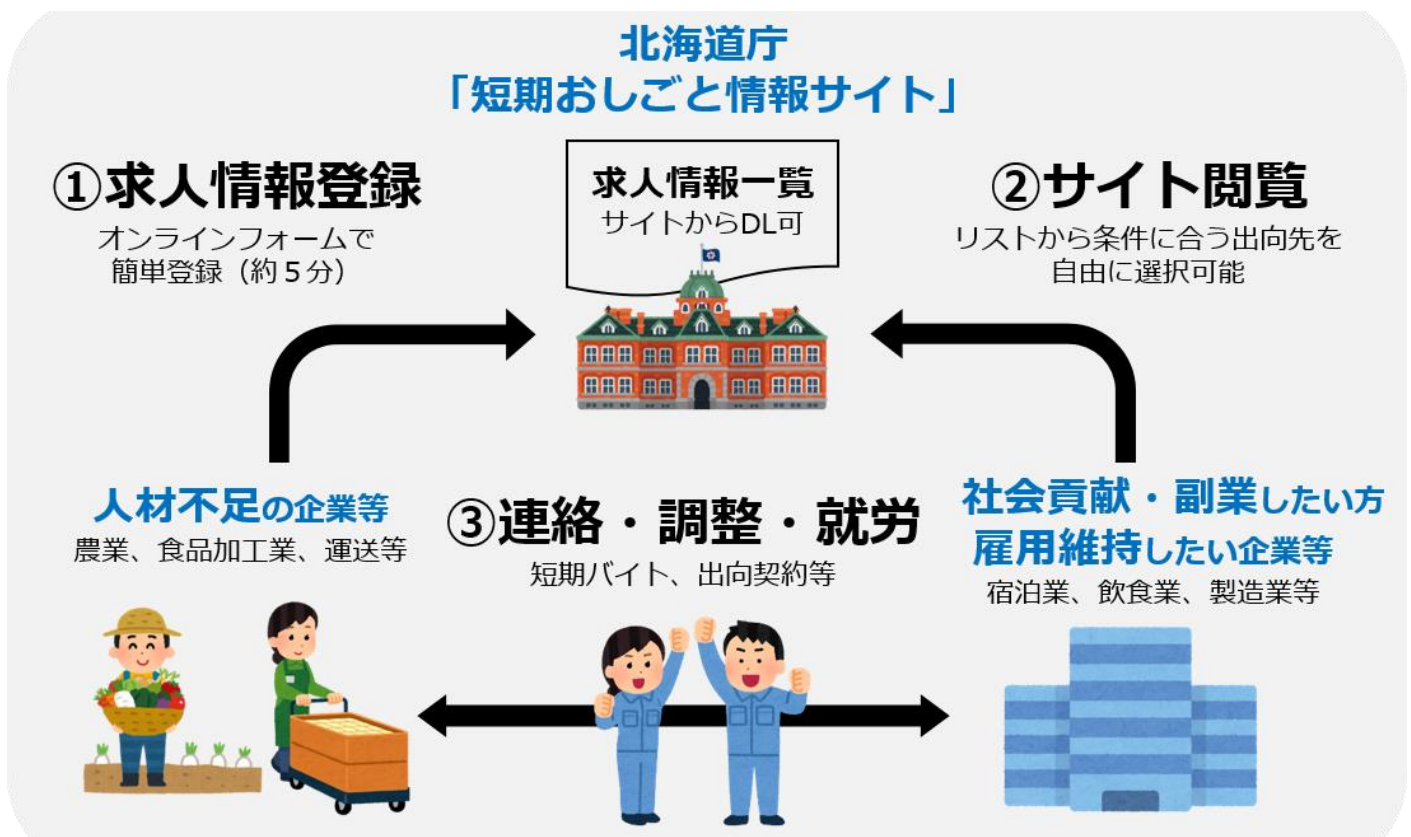 北海道庁
「短期おしごと情報サイト」
①求人情報登録
オンラインフォームで
簡単登録（約５分）
求人情報一覧
サイトからDL可
②サイト閲覧
リストから条件に合う出向先を
自由に選択可能
人材不足の企業等
農業、食品加工業、運送等
③連絡・調整・就労
短期バイト、出向契約等
社会貢献・副業したい方
雇用維持したい企業等
宿泊業、飲食業、製造業等